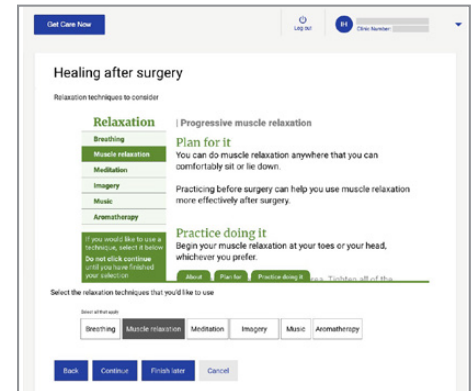 Get Care Now
Log out
IH
Clinic Number:
Healing after surgery
Relaxation techniques to consider
Relaxation
Breathing
Muscle relaxation
Meditation
Imagery
Music
Aromatherapy
If you would like to use a
technique, select it below
Do not click continue
until you have finished
your selection
| Progressive muscle relaxation
Plan for it
You can do muscle relaxation anywhere that you can
comfortably sit or lie down.
Practicing before surgery can help you use muscle relaxation
more effectively after surgery.
Practice doing it
Begin your muscle relaxation at your toes or your head,
whichever you prefer.
About Plan for Practice doing it Tighten all of the
Select the relaxation techniques that you'd like to use
Select all that apply
Breathing Muscle relaxation Meditation Imagery Music Aromatherapy
Back Continue Finish later Cancel